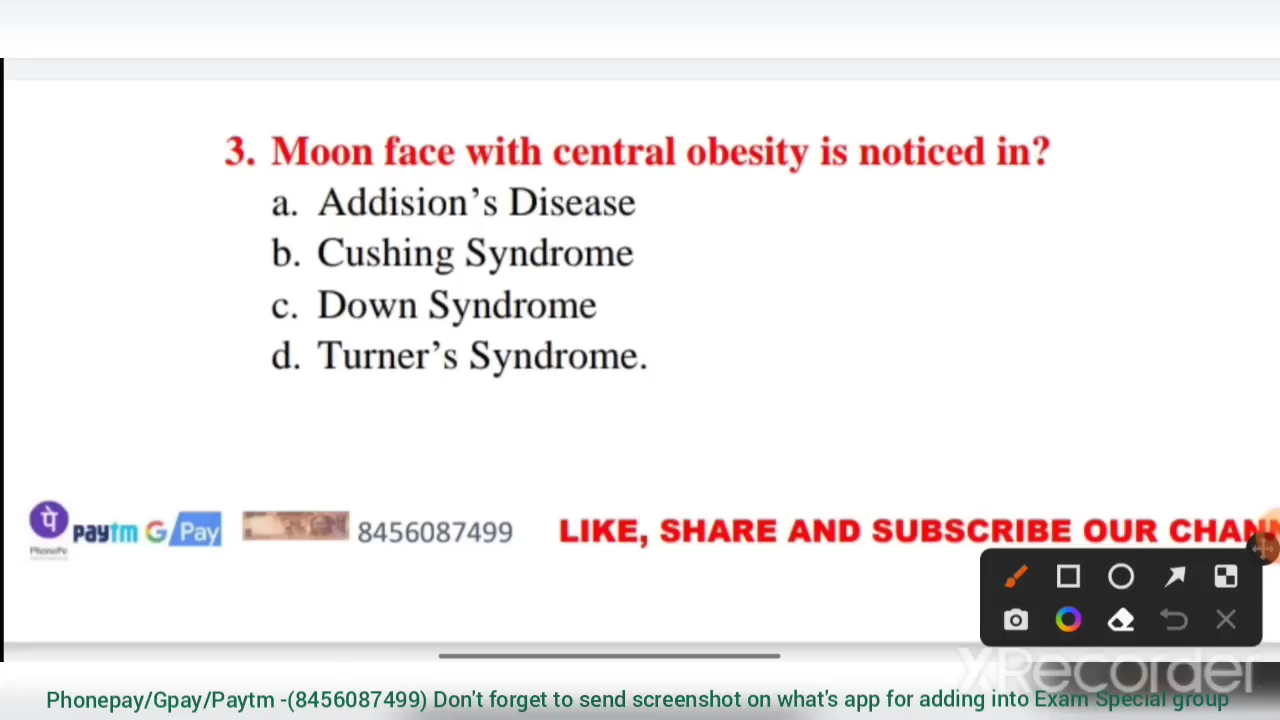 3. Moon face with central obesity is noticed in?
a. Addision’s Disease
b. Cushing Syndrome
c. Down Syndrome
d. Turner’s Syndrome.
पे paytm G Pay 8456087499 LIKE, SHARE AND SUBSCRIBE OUR CHAN
PhonePe
XRecorder
Phonepay/Gpay/Paytm -(8456087499) Don't forget to send screenshot on what's app for adding into Exam Special group